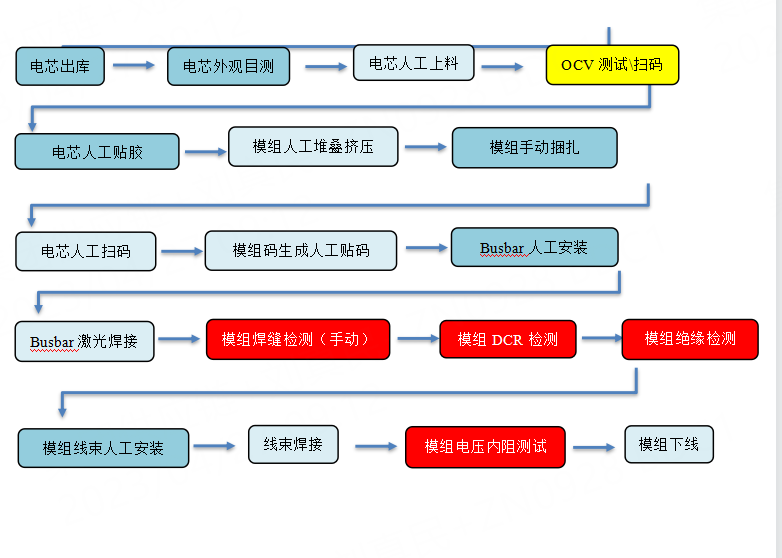 电芯出库
电芯外观目测
电芯人工上料
OCV 测试\扫码
电芯人工贴胶
模组人工堆叠挤压
模组手动捆扎
电芯人工扫码
模组码生成人工贴码
Busbar 人工安装
Busbar 激光焊接
模组焊缝检测（手动）
模组 DCR 检测
模组绝缘检测
模组线束人工安装
线束焊接
模组电压内阻测试
模组下线